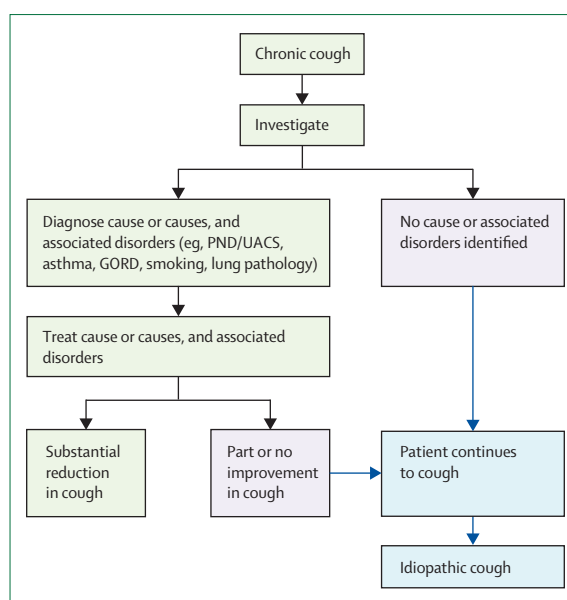 Chronic cough
Investigate
Diagnose cause or causes, and
associated disorders (eg, PND/UACS,
asthma, GORD, smoking, lung pathology)
No cause or associated
disorders identified
Treat cause or causes, and associated
disorders
Substantial
reduction
in cough
Part or no
improvement
in cough
Patient continues
to cough
Idiopathic cough